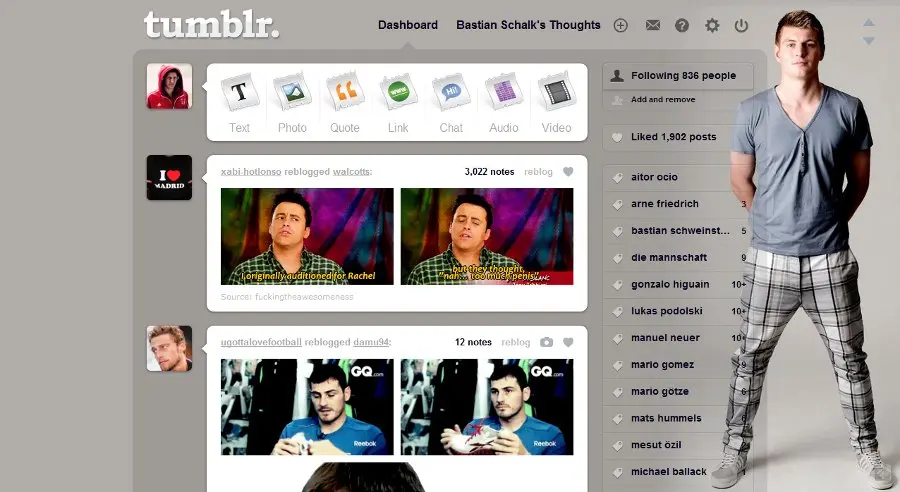 tumblr.
Dashboard
Bastian Schalk's Thoughts
Text
Photo
Quote
Link
Chat
Audio
Video
Following 836 people
Add and remove
Liked 1,902 posts
I MADRID
xabi-hotlonso reblogged walcotts:
3,022 notes
reblog
I originally auditioned for Rachel
but they thought,
"nah... too much penis"
Source: fuckingthsawesomeness
ugottalovefootball reblogged damu94:
12 notes
reblog
GQ.com
Reebok
GQ.com
Reebok
aitor ocio
arne friedrich 3
bastian schweinst... 5
die mannschaft 9
gonzalo higuain 10+
lukas podolski 10+
manuel neuer 10+
mario gomez 9
mario götze 6
mats hummels
mesut özil
michael ballack 1